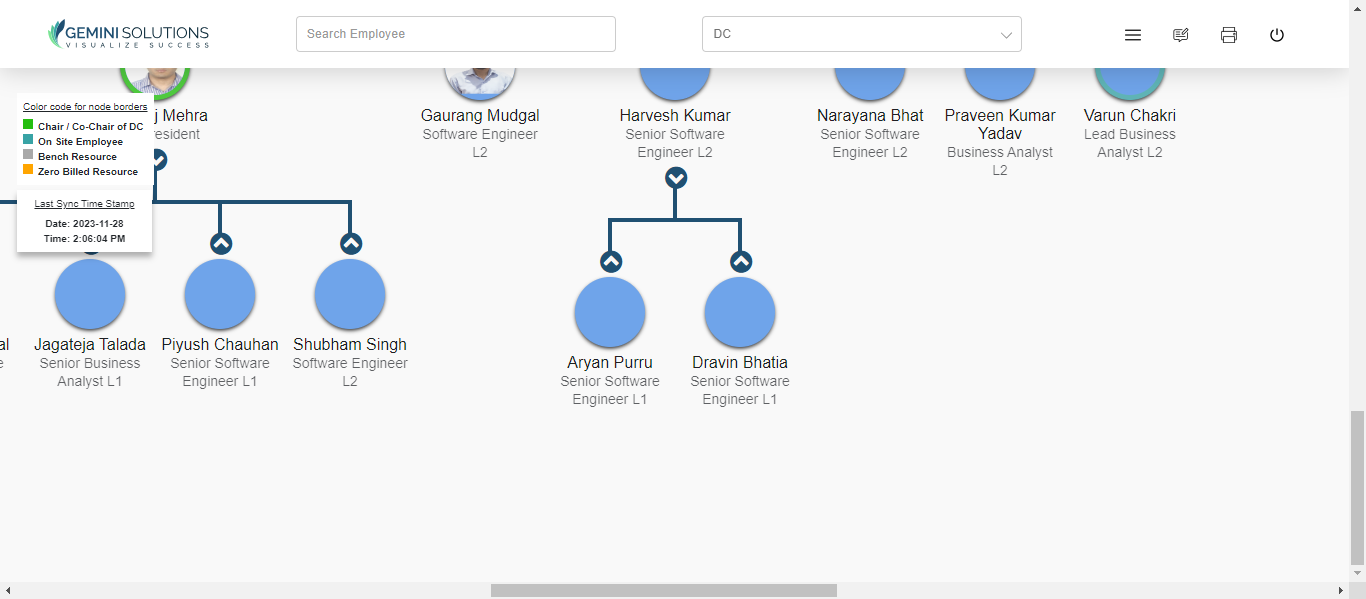 GEMINI SOLUTIONS
VISUALIZE SUCCESS
Search Employee
DC
Color code for node borders
Chair / Co-Chair of DC
On Site Employee
Bench Resource
Zero Billed Resource
Last Sync Time Stamp
Date: 2023-11-28
Time: 2:06:04 PM
j Mehra
resident
Gaurang Mudgal
Software Engineer
L2
Harvesh Kumar
Senior Software
Engineer L2
Narayana Bhat
Senior Software
Engineer L2
Praveen Kumar
Yadav
Business Analyst
L2
Varun Chakri
Lead Business
Analyst L2
al
e
Jagateja Talada
Senior Business
Analyst L1
Piyush Chauhan
Senior Software
Engineer L1
Shubham Singh
Software Engineer
L2
Aryan Purru
Senior Software
Engineer L1
Dravin Bhatia
Senior Software
Engineer L1